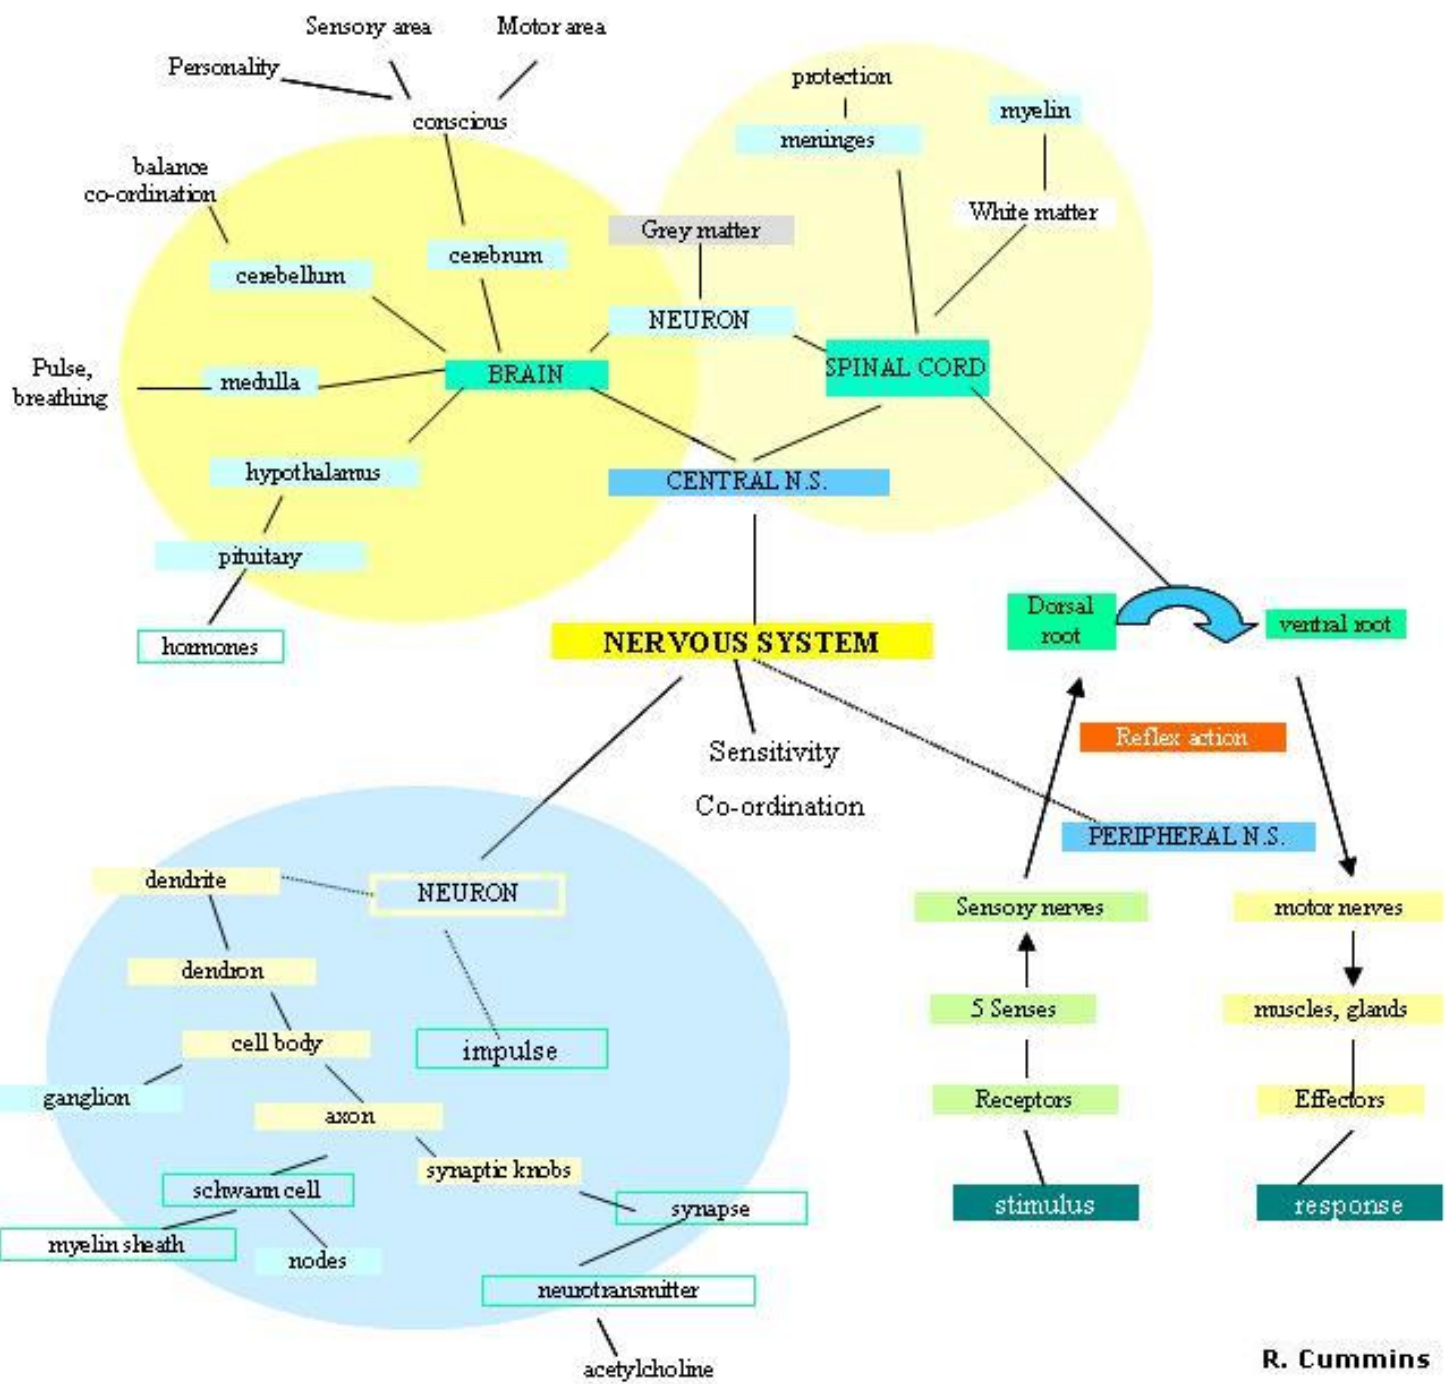 Sensory area
Motor area
Personality
conscious
protection
meninges
myelin
White matter
balance
co-ordination
cerebellum
cerebrum
Grey matter
NEURON
SPINAL CORD
Pulse,
breathing
medulla
BRAIN
hypothalamus
CENTRAL N.S.
pituitary
hormones
NERVOUS SYSTEM
Dorsal
root
ventral root
Sensitivity
Co-ordination
Reflex action
PERIPHERAL N.S.
dendrite
NEURON
dendron
cell body
impulse
ganglion
axon
synaptic knobs
schwann cell
synapse
myelin sheath
nodes
neurotransmitter
acetylcholine
Sensory nerves
motor nerves
5 Senses
muscles, glands
Receptors
Effectors
stimulus
response
R. Cummins